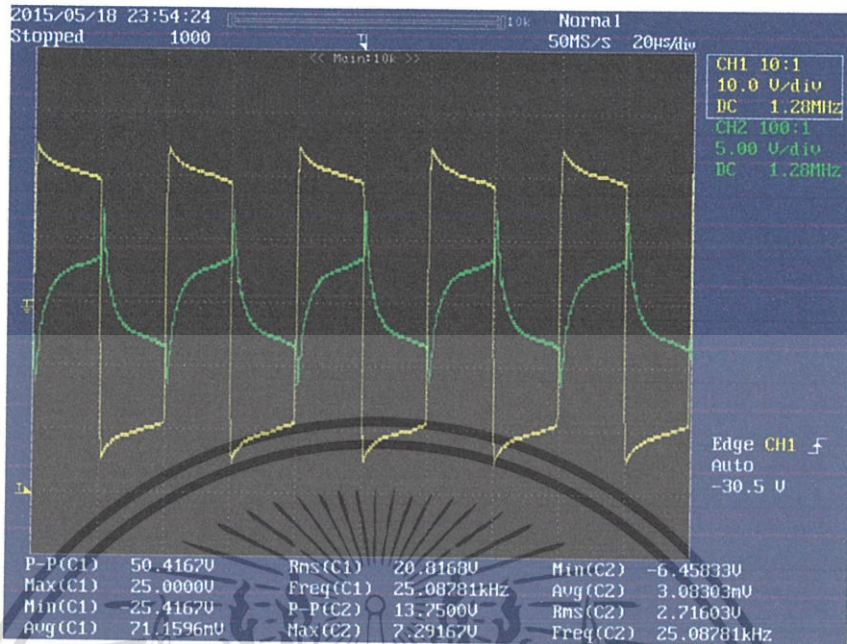 2015/05/18 23:54:24 10k Normal
Stopped 1000 50MS/s 20µs/div
<< Main:10k >>
CH1 10:1
10.0 V/div
DC 1.28MHz
CH2 100:1
5.00 V/div
DC 1.28MHz
Edge CH1
Auto
-30.5 V
P-P(C1) 50.4167V Rms(C1) 20.8168V Min(C2) -6.45833V
Max(C1) 25.0000V Freq(C1) 25.08781kHz Avg(C2) 3.08303mV
Min(C1) -25.4167V P-P(C2) 13.7500V Rms(C2) 2.71603V
Avg(C1) 71.1596mV Max(C2) 7.29167V Freq(C2) 25.08781kHz